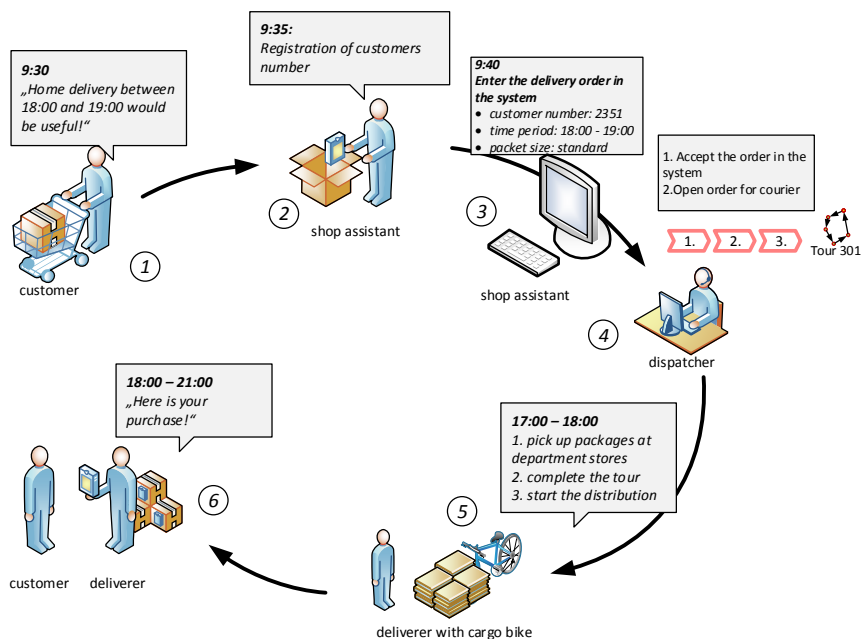 9:30
„Home delivery between
18:00 and 19:00 would
be useful!“
1
customer
9:35:
Registration of customers
number
2
shop assistant
9:40
Enter the delivery order in
the system
• customer number: 2351
• time period: 18:00 - 19:00
• packet size: standard
3
shop assistant
1. Accept the order in the
system
2.Open order for courier
1.
2.
3.
Tour 301
4
dispatcher
17:00 – 18:00
1. pick up packages at
department stores
2. complete the tour
3. start the distribution
5
deliverer with cargo bike
18:00 – 21:00
„Here is your
purchase!“
6
customer
deliverer